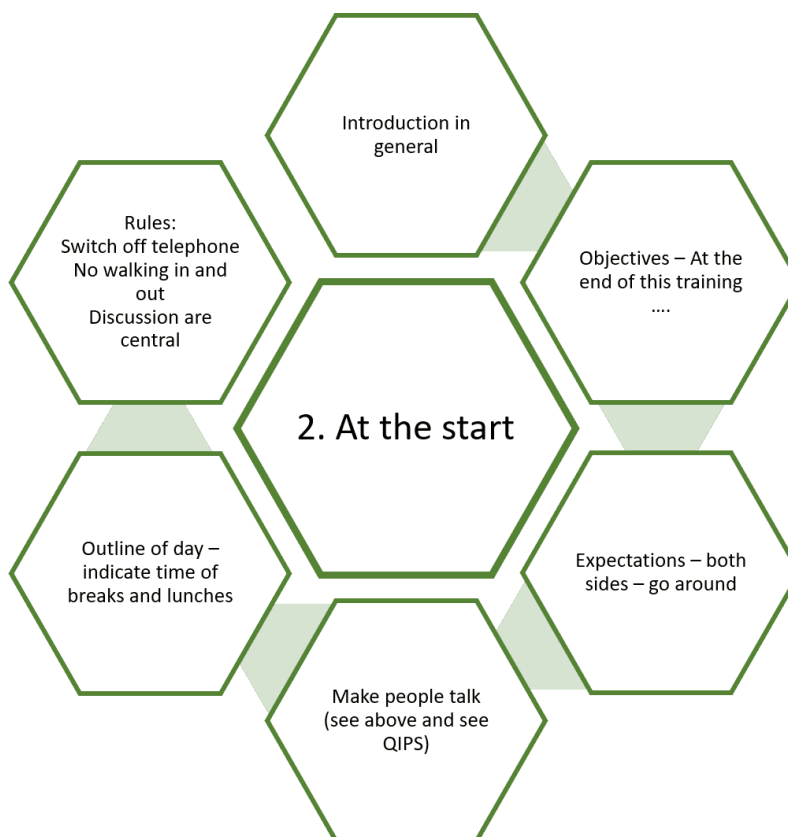 Introduction in
general
Objectives – At the
end of this training
....
Expectations – both
sides – go around
Make people talk
(see above and see
QIPS)
Outline of day –
indicate time of
breaks and lunches
Rules:
Switch off telephone
No walking in and
out
Discussion are
central
2. At the start